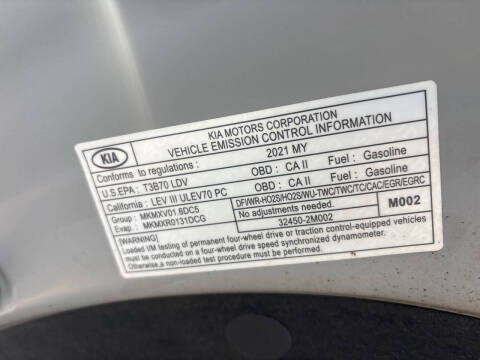 KIA
KIA MOTORS CORPORATION
VEHICLE EMISSION CONTROL INFORMATION
Conforms to regulations : 2021 MY
U.S.EPA : T3B70 LDV OBD : CA II Fuel : Gasoline
California : LEV III ULEV70 PC OBD : CA II Fuel : Gasoline
Group : MKMXV01.6DC5 DFI/WR-HO2S/HO2S/WU-TWC/TWC/TC/CAC/EGR/EGRC
Evap. : MKMXR0131DCG No adjustments needed. M002
32450-2M002
Loaded I/M testing of permanent four-wheel drive or traction control-equipped vehicles
must be performed on a four-wheel drive speed synchronized dynamometer.
Otherwise a non-loaded test procedure must be performed.